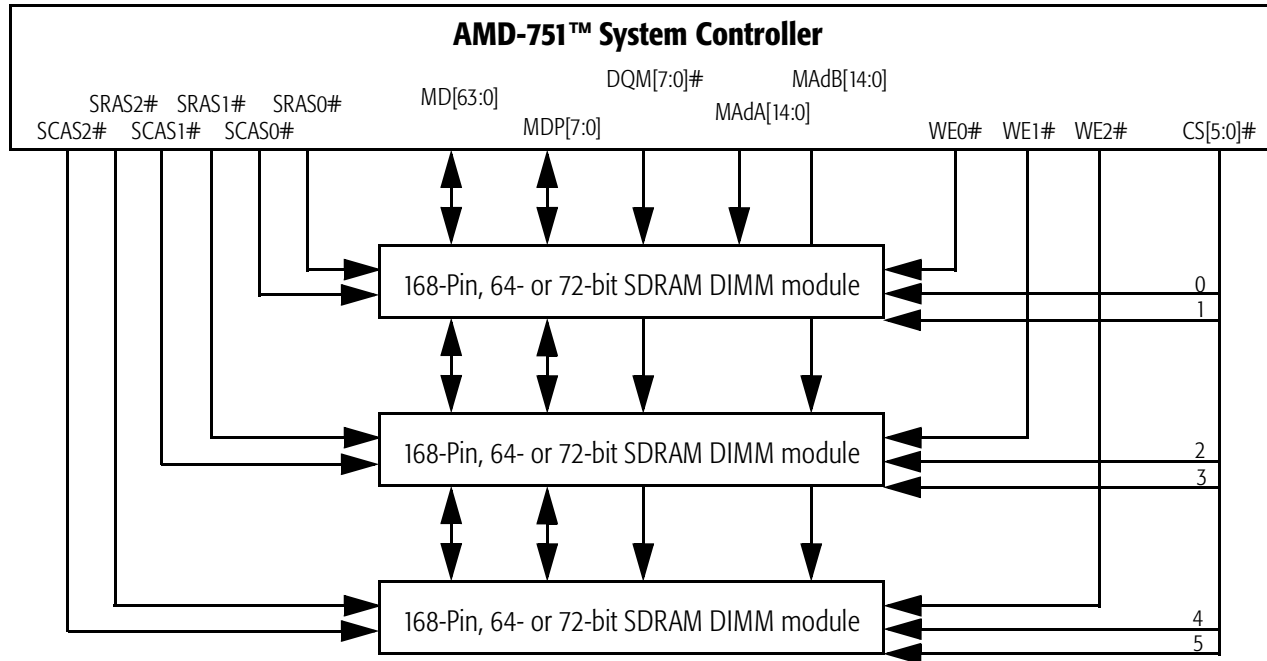 AMD-751™ System Controller
DQM[7:0]# MAdB[14:0]
SRAS2# SRAS1# SRAS0# MD[63:0] MAdA[14:0]
SCAS2# SCAS1# SCAS0# MDP[7:0] WE0# WE1# WE2# CS[5:0]#
168-Pin, 64- or 72-bit SDRAM DIMM module
0
1
168-Pin, 64- or 72-bit SDRAM DIMM module
2
3
168-Pin, 64- or 72-bit SDRAM DIMM module
4
5